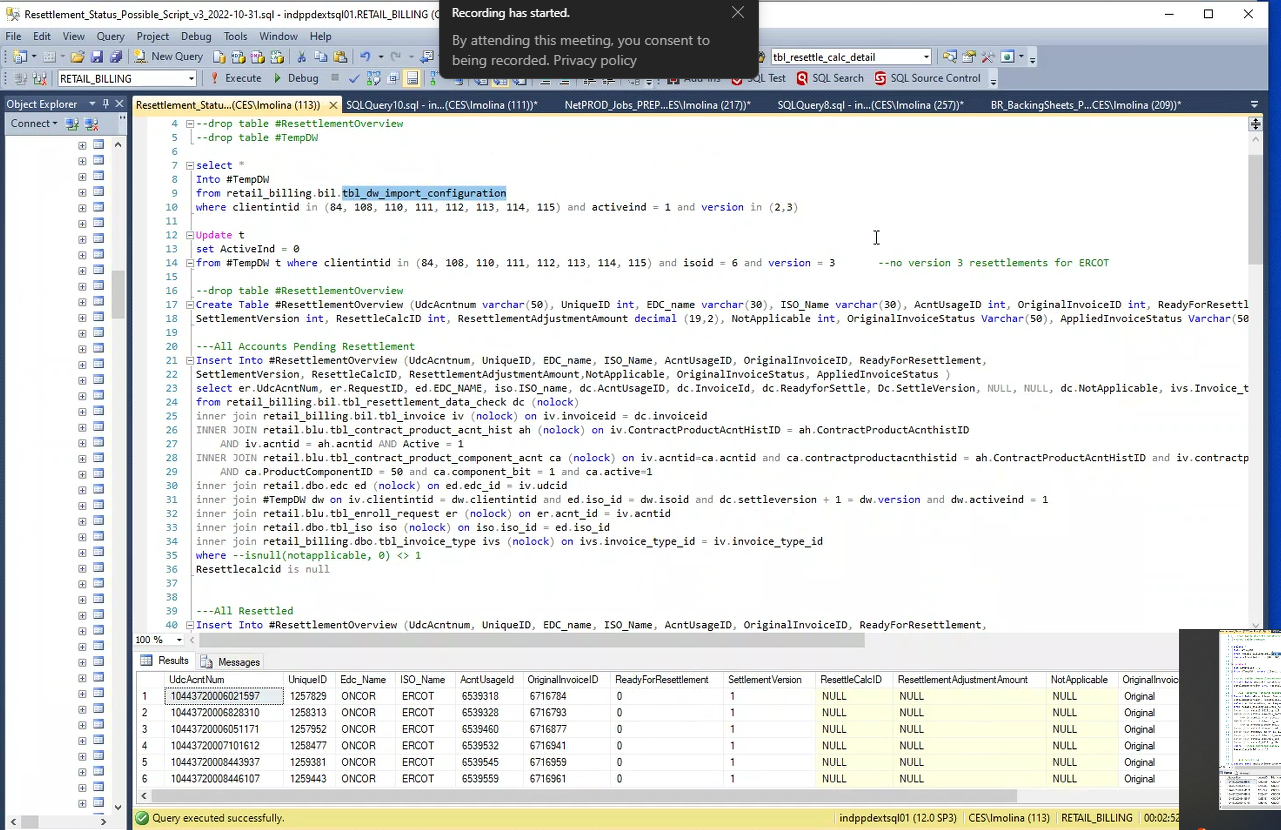 Resettlement_Status_Possible_Script_v3_2022-10-31.sql - indppdextsql01.RETAIL_BILLING (C
Recording has started.
By attending this meeting, you consent to
being recorded. Privacy policy
File Edit View Query Project Debug Tools Window Help
New Query
tbl_resettle_calc_detail
RETAIL_BILLING Execute Debug SQL Test SQL Search SQL Source Control
Object Explorer
Resettlement_Statu...(CES\lmolina (113)) SQLQuery10.sql - in...(CES\lmolina (111))* NetPROD_Jobs_PREP...ES\lmolina (217))* SQLQuery8.sql - in...(CES\lmolina (257))* BR_BackingSheets_P...CES\lmolina (209))*
Connect
4 --drop table #ResettlementOverview
5 --drop table #TempDW
6
7 select *
8 Into #TempDW
9 from retail_billing.bil.tbl_dw_import_configuration
10 where clientintid in (84, 108, 110, 111, 112, 113, 114, 115) and activeind = 1 and version in (2,3)
11
12 Update t
13 set ActiveInd = 0
14 from #TempDW t where clientintid in (84, 108, 110, 111, 112, 113, 114, 115) and isoid = 6 and version = 3 --no version 3 resettlements for ERCOT
15
16 --drop table #ResettlementOverview
17 Create Table #ResettlementOverview (UdcAcntnum varchar(50), UniqueID int, EDC_name varchar(30), ISO_Name varchar(30), AcntUsageID int, OriginalInvoiceID int, ReadyForResettl
18 SettlementVersion int, ResettleCalcID int, ResettlementAdjustmentAmount decimal (19,2), NotApplicable int, OriginalInvoiceStatus Varchar(50), AppliedInvoiceStatus Varchar(50
19
20 ---All Accounts Pending Resettlement
21 Insert Into #ResettlementOverview (UdcAcntnum, UniqueID, EDC_name, ISO_Name, AcntUsageID, OriginalInvoiceID, ReadyForResettlement,
22 SettlementVersion, ResettleCalcID, ResettlementAdjustmentAmount,NotApplicable, OriginalInvoiceStatus, AppliedInvoiceStatus )
23 select er.UdcAcntNum, er.RequestID, ed.EDC_NAME, iso.ISO_name, dc.AcntUsageID, dc.InvoiceId, dc.ReadyforSettle, Dc.SettleVersion, NULL, NULL, dc.NotApplicable, ivs.Invoice_t
24 from retail_billing.bil.tbl_resettlement_data_check dc (nolock)
25 inner join retail_billing.bil.tbl_invoice iv (nolock) on iv.invoiceid = dc.invoiceid
26 INNER JOIN retail.blu.tbl_contract_product_acnt_hist ah (nolock) on iv.ContractProductAcntHistID = ah.ContractProductAcnthistID
27 AND iv.acntid = ah.acntid AND Active = 1
28 INNER JOIN retail.blu.tbl_contract_product_component_acnt ca (nolock) on iv.acntid=ca.acntid and ca.contractproductacnthistid = ah.ContractProductAcntHistID and iv.contractp
29 AND ca.ProductComponentID = 50 and ca.component_bit = 1 and ca.active=1
30 inner join retail.dbo.edc ed (nolock) on ed.edc_id = iv.udcid
31 inner join #TempDW dw on iv.clientintid = dw.clientintid and ed.iso_id = dw.isoid and dc.settleversion + 1 = dw.version and dw.activeind = 1
32 inner join retail.blu.tbl_enroll_request er (nolock) on er.acnt_id = iv.acntid
33 inner join retail.dbo.tbl_iso iso (nolock) on iso.iso_id = ed.iso_id
34 inner join retail_billing.dbo.tbl_invoice_type ivs (nolock) on ivs.invoice_type_id = iv.invoice_type_id
35 where --isnull(notapplicable, 0) <> 1
36 Resettlecalcid is null
37
38
39 ---All Resettled
40 Insert Into #ResettlementOverview (UdcAcntnum, UniqueID, EDC_name, ISO_Name, AcntUsageID, OriginalInvoiceID, ReadyForResettlement,
100 %
Results Messages
UdcAcntNum UniqueID Edc_Name ISO_Name AcntUsageId OriginalInvoiceID ReadyForResettlement SettlementVersion ResettleCalcID ResettlementAdjustmentAmount NotApplicable OriginalInvoic
1 10443720006021597 1257829 ONCOR ERCOT 6539318 6716736 0 1 NULL NULL NULL Original
2 10443720006828310 1258313 ONCOR ERCOT 6539328 6716746 0 1 NULL NULL NULL Original
3 10443720006051171 1257952 ONCOR ERCOT 6539460 6716872 0 1 NULL NULL NULL Original
4 10443720007101612 1258477 ONCOR ERCOT 6539532 6716941 0 1 NULL NULL NULL Original
5 10443720008443937 1259381 ONCOR ERCOT 6539545 6716959 0 1 NULL NULL NULL Original
6 10443720008446107 1259443 ONCOR ERCOT 6539559 6716961 0 1 NULL NULL NULL Original
Query executed successfully. indppdextsql01 (12.0 SP3) CES\lmolina (113) RETAIL_BILLING 00:02:52